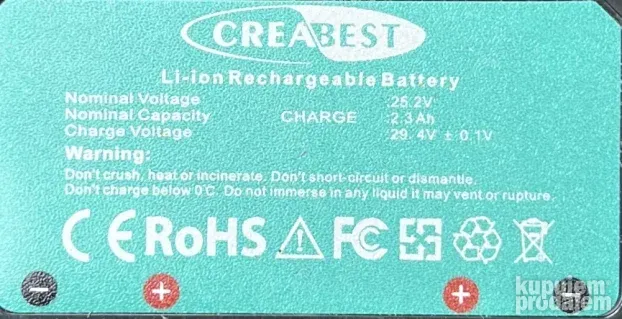 CREABEST
Li-ion Rechargeable Battery
Nominal Voltage :25.2V
Nominal Capacity CHARGE :2.3Ah
Charge Voltage :29.4V ± 0.1V
Warning:
Don't crush, heat or incinerate. Don't short-circuit or dismantle.
Don't charge below 0℃. Do not immerse in any liquid it may vent or rupture.
CE RoHS FC
- + + -
kupujem prodajem